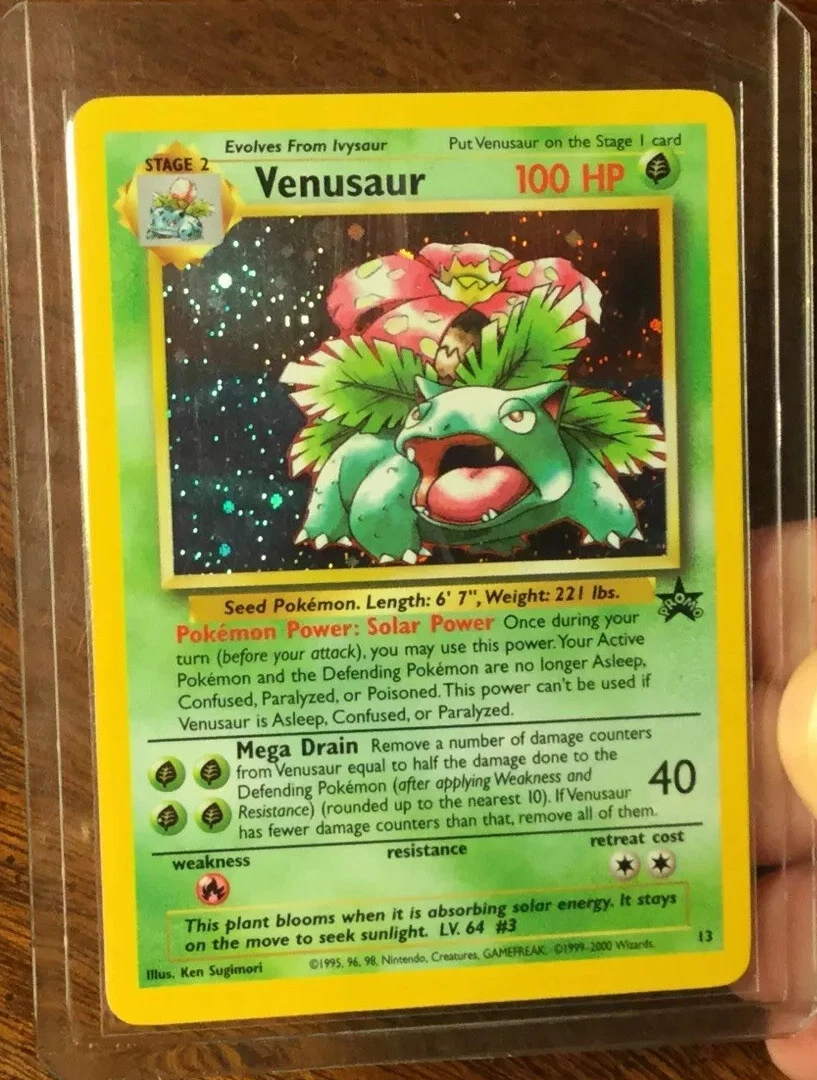 Evolves From Ivysaur
Put Venusaur on the Stage 1 card
STAGE 2
Venusaur
100 HP
Seed Pokémon. Length: 6' 7", Weight: 221 lbs.
PROMO
Pokémon Power: Solar Power Once during your
turn (before your attack), you may use this power. Your Active
Pokémon and the Defending Pokémon are no longer Asleep,
Confused, Paralyzed, or Poisoned. This power can't be used if
Venusaur is Asleep, Confused, or Paralyzed.
Mega Drain Remove a number of damage counters
from Venusaur equal to half the damage done to the
Defending Pokémon (after applying Weakness and
Resistance) (rounded up to the nearest 10). If Venusaur
has fewer damage counters than that, remove all of them.
40
weakness
resistance
retreat cost
This plant blooms when it is absorbing solar energy. It stays
on the move to seek sunlight. LV. 64 #3
13
Illus. Ken Sugimori
©1995, 96, 98, Nintendo, Creatures, GAMEFREAK. ©1999-2000 Wizards.